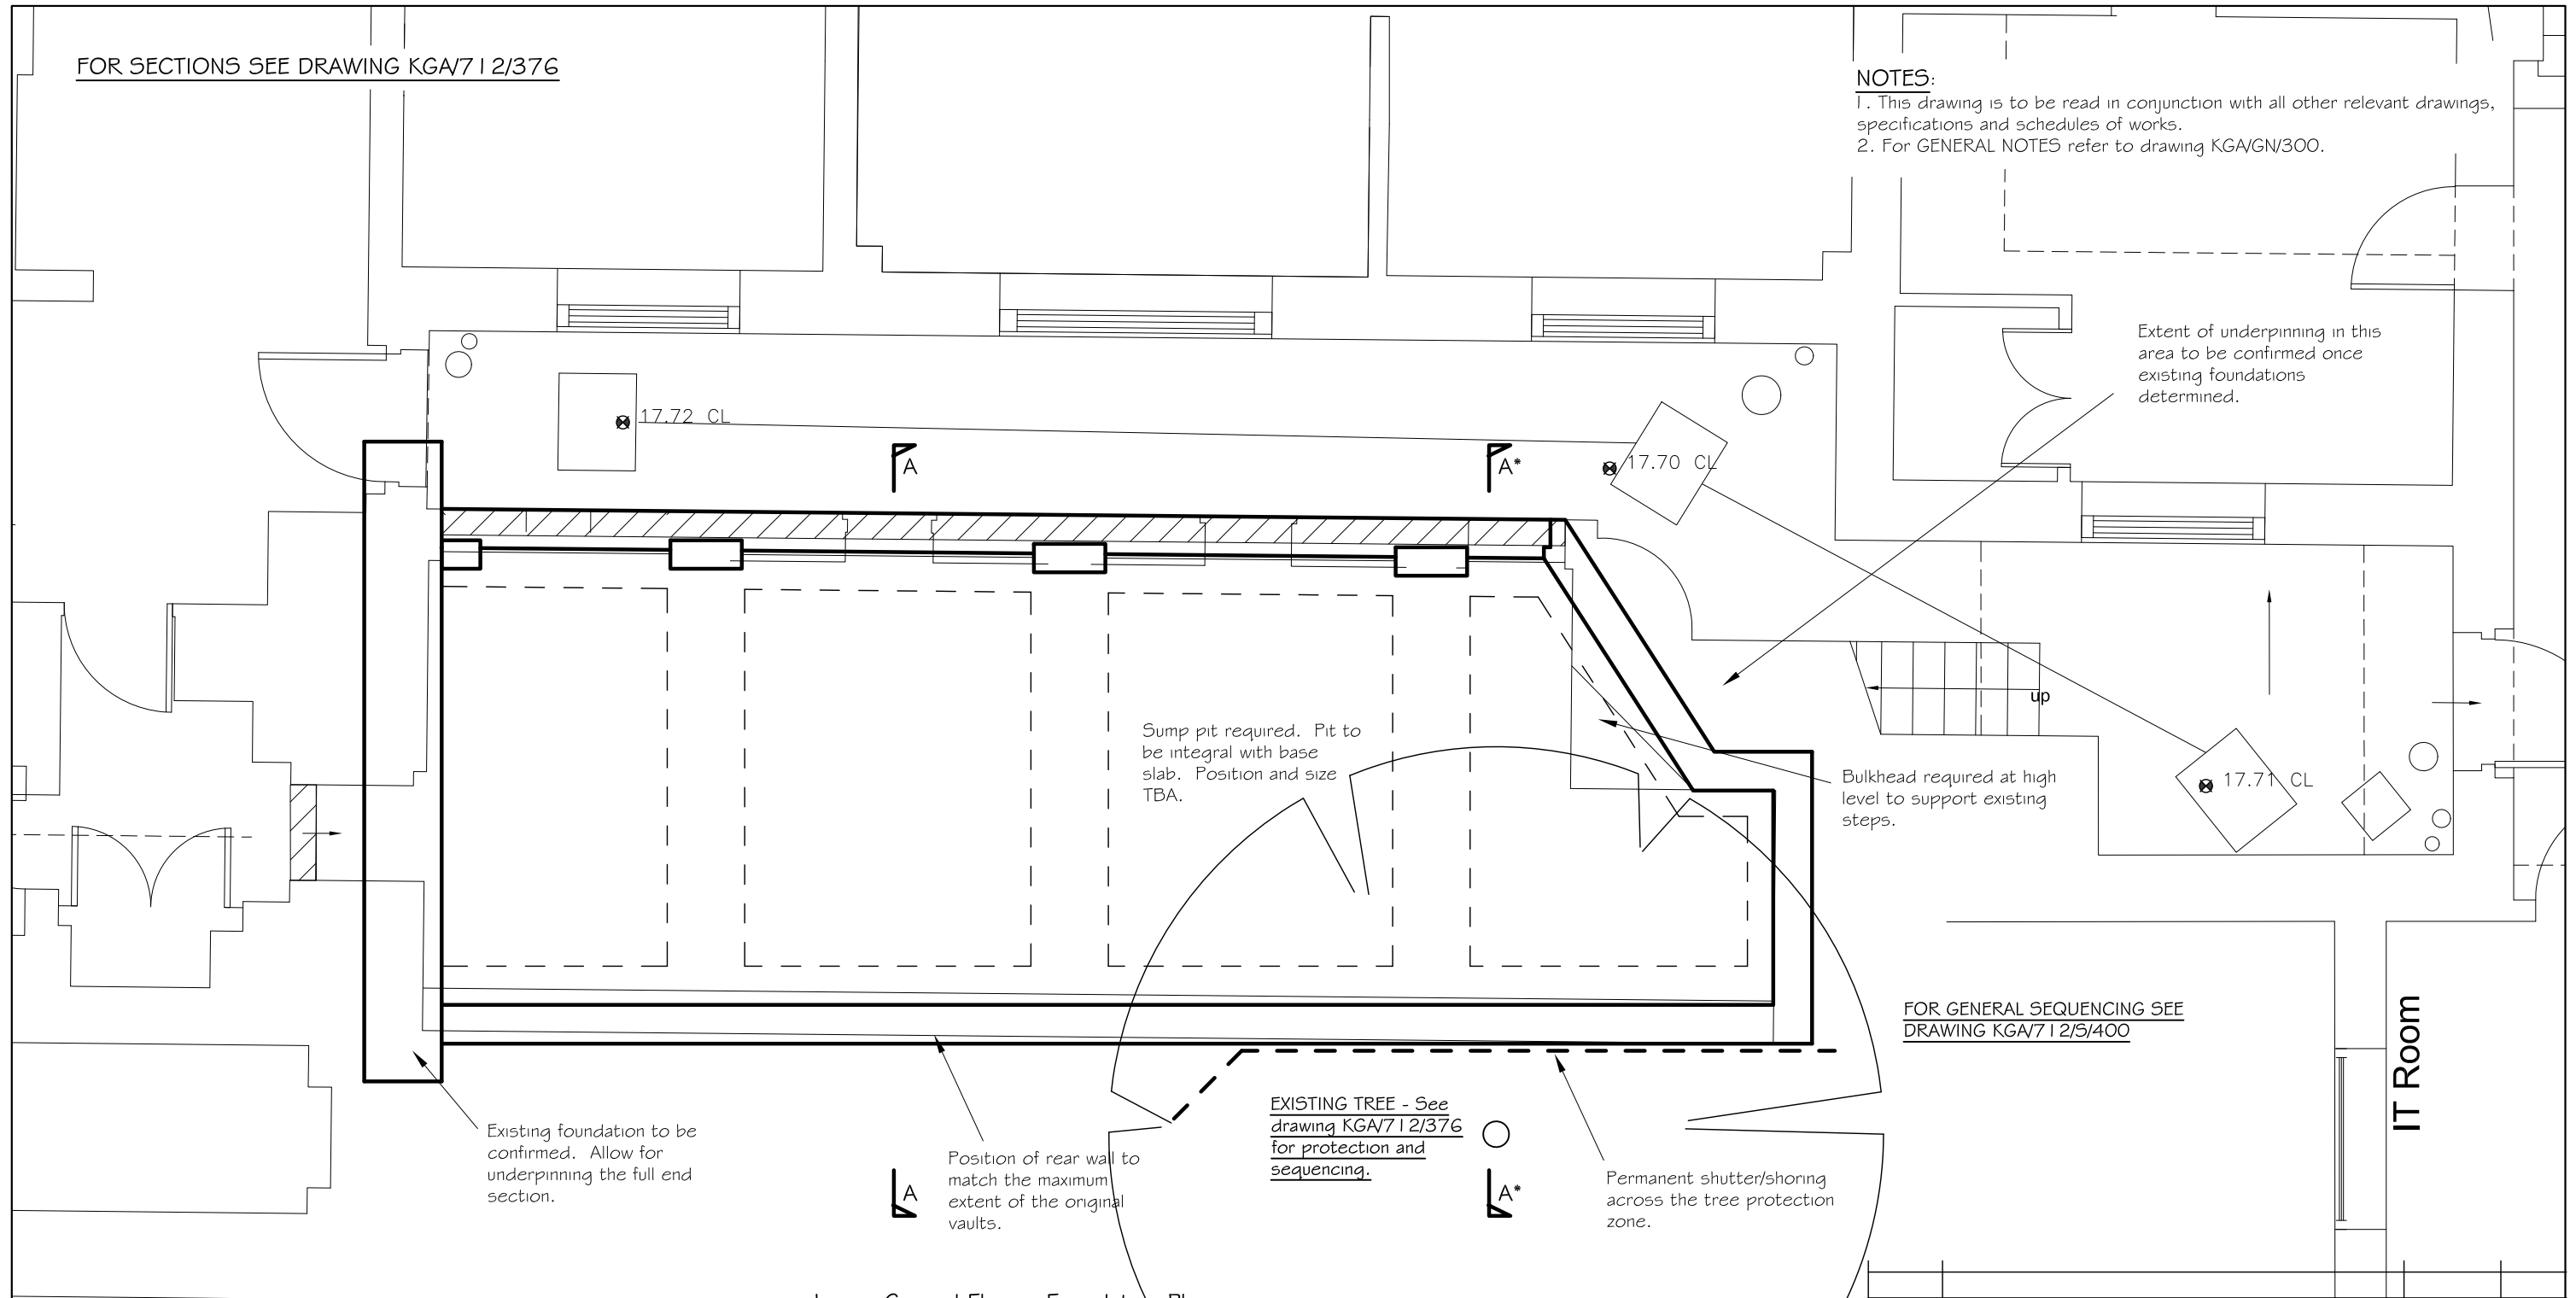 FOR SECTIONS SEE DRAWING KGA/712/376
NOTES:
1. This drawing is to be read in conjunction with all other relevant drawings,
specifications and schedules of works.
2. For GENERAL NOTES refer to drawing KGA/GN/300.
Extent of underpinning in this
area to be confirmed once
existing foundations
determined.
17.72 CL
A
A*
17.70 CL
up
Sump pit required. Pit to
be integral with base
slab. Position and size
TBA.
Bulkhead required at high
level to support existing
steps.
17.71 CL
FOR GENERAL SEQUENCING SEE
DRAWING KGA/712/S/400
IT Room
Existing foundation to be
confirmed. Allow for
underpinning the full end
section.
Position of rear wall to
match the maximum
extent of the original
vaults.
A
EXISTING TREE - See
drawing KGA/712/376
for protection and
sequencing.
A*
Permanent shutter/shoring
across the tree protection
zone.